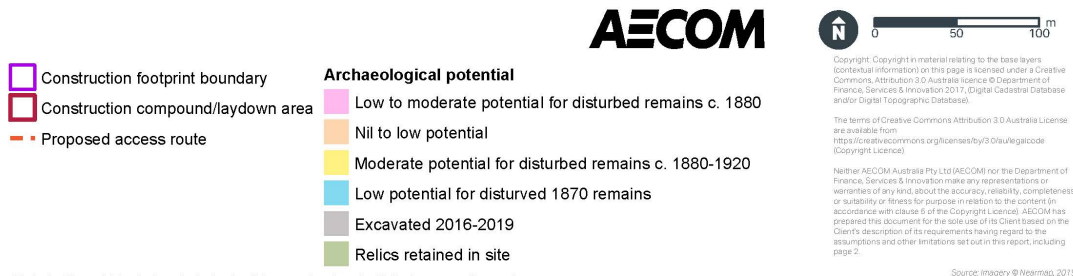 AECOM
N
0 50 100 m
Construction footprint boundary
Construction compound/laydown area
Proposed access route
Archaeological potential
Low to moderate potential for disturbed remains c. 1880
Nil to low potential
Moderate potential for disturbed remains c. 1880-1920
Low potential for disturved 1870 remains
Excavated 2016-2019
Relics retained in site
Copyright: Copyright in material relating to the base layers
(contextual information) on this page is licensed under a Creative
Commons, Attribution 3.0 Australia licence © Department of
Finance, Services & Innovation 2017, (Digital Cadastral Database
and/or Digital Topographic Database).
The terms of Creative Commons Attribution 3.0 Australia License
are available from
https://creativecommons.org/licenses/by/3.0/au/legalcode
(Copyright Licence)
Neither AECOM Australia Pty Ltd (AECOM) nor the Department of
Finance, Services & Innovation make any representations or
warranties of any kind, about the accuracy, reliability, completeness
or suitability or fitness for purpose in relation to the content (in
accordance with clause 5 of the Copyright Licence). AECOM has
prepared this document for the sole use of its Client based on the
Client's description of its requirements having regard to the
assumptions and other limitations set out in this report, including
page 2.
Source: Imagery © Nearmap, 2019